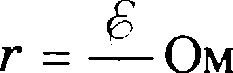 r = ℰ/ Ом